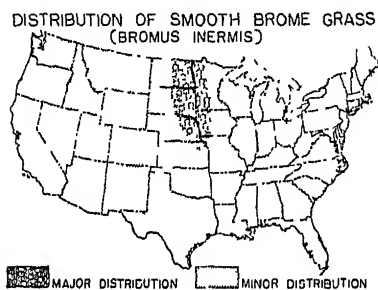 DISTRIBUTION OF SMOOTH BROME GRASS
(BROMUS INERMIS)
MAJOR DISTRIBUTION MINOR DISTRIBUTION